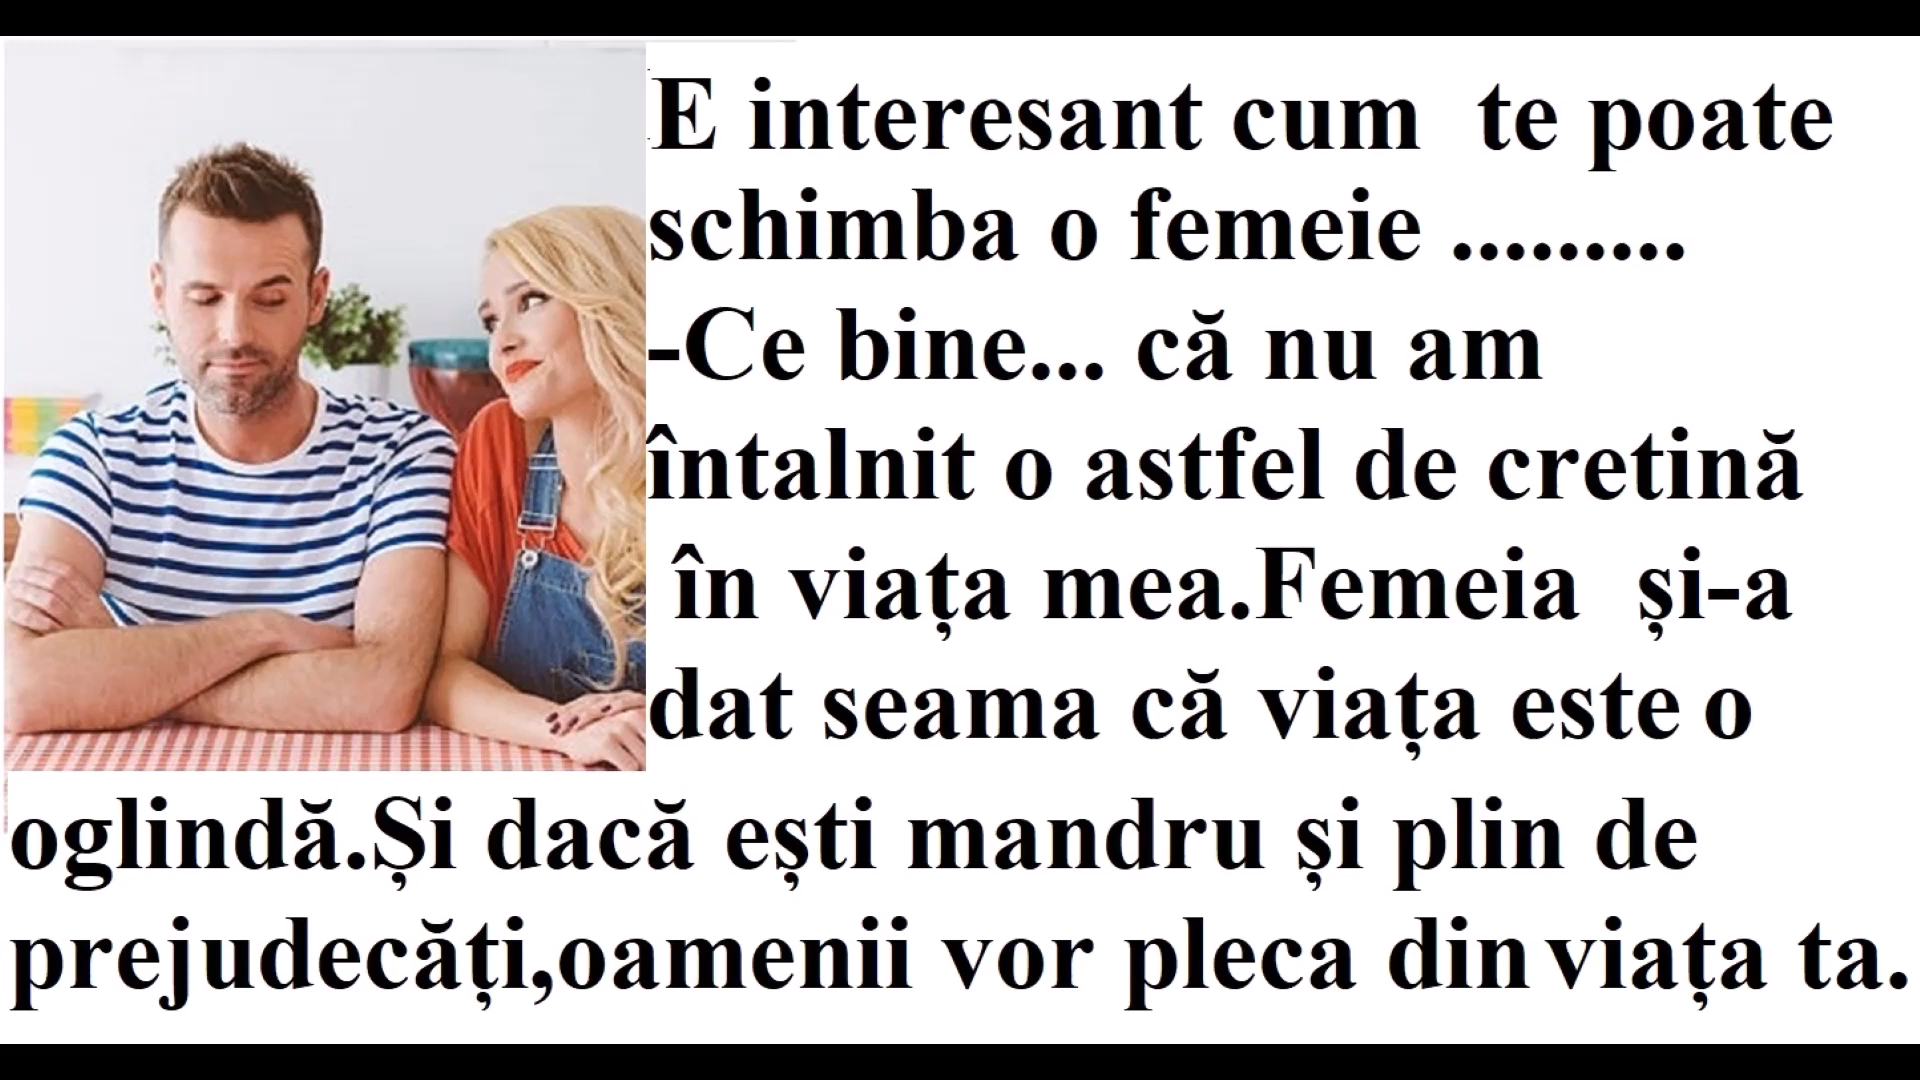 E interesant cum te poate
schimba o femeie .........
-Ce bine... că nu am
întalnit o astfel de cretină
în viața mea.Femeia și-a
dat seama că viața este o
oglindă.Și dacă ești mandru și plin de
prejudecăți,oamenii vor pleca din viața ta.